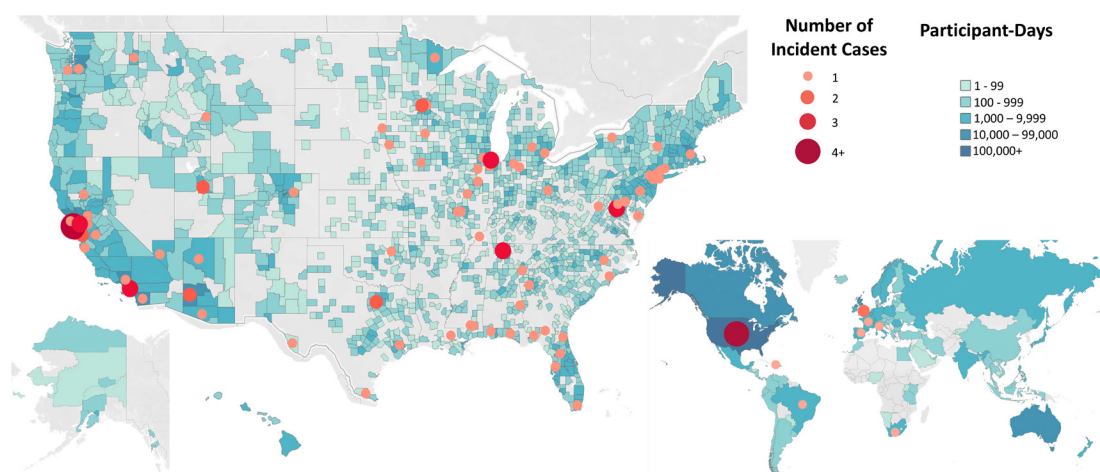 Number of
Incident Cases
1
2
3
4+
Participant-Days
1 - 99
100 - 999
1,000 – 9,999
10,000 – 99,000
100,000+